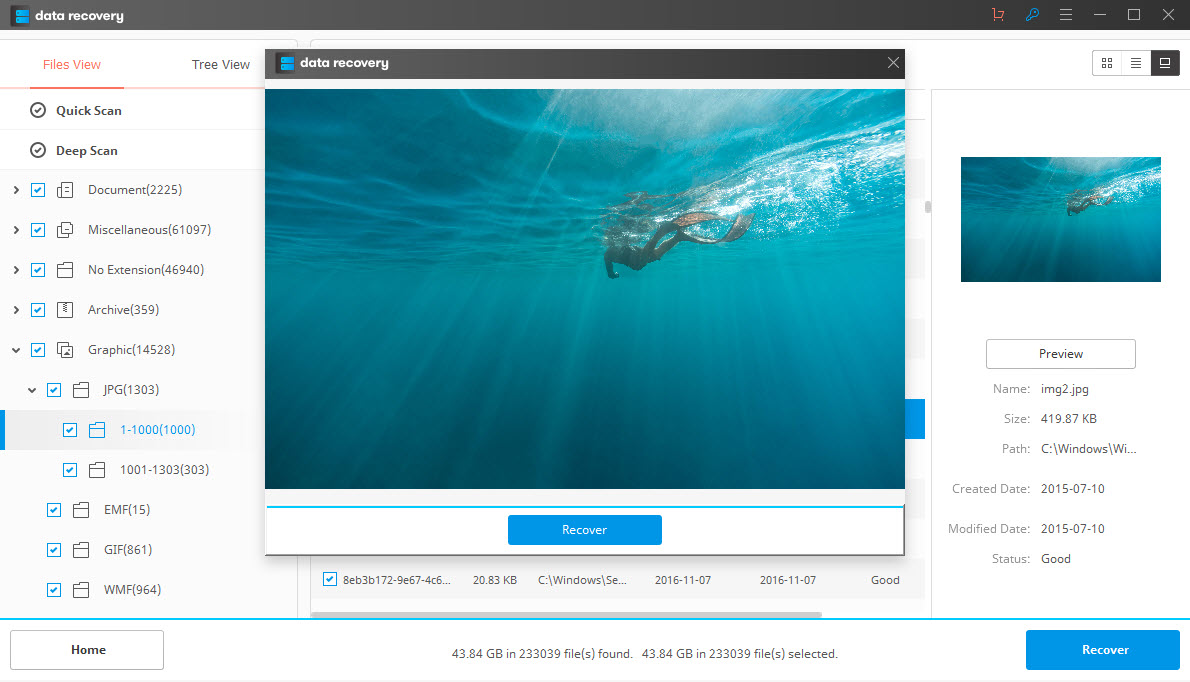 data recovery
Files View
Tree View
data recovery
Quick Scan
Deep Scan
Document(2225)
Miscellaneous(61097)
No Extension(46940)
Archive(359)
Graphic(14528)
JPG(1303)
1-1000(1000)
1001-1303(303)
EMF(15)
GIF(861)
WMF(964)
Recover
8eb3b172-9e67-4c6... 20.83 KB C:\Windows\Se... 2016-11-07 2016-11-07 Good
Preview
Name: img2.jpg
Size: 419.87 KB
Path: C:\Windows\Wi...
Created Date: 2015-07-10
Modified Date: 2015-07-10
Status: Good
Home
43.84 GB in 233039 file(s) found. 43.84 GB in 233039 file(s) selected.
Recover